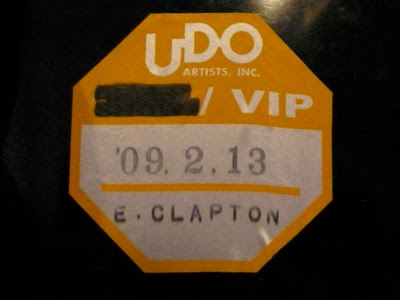 UDO
ARTISTS, INC.
/ VIP
'09. 2. 13
E. CLAPTON